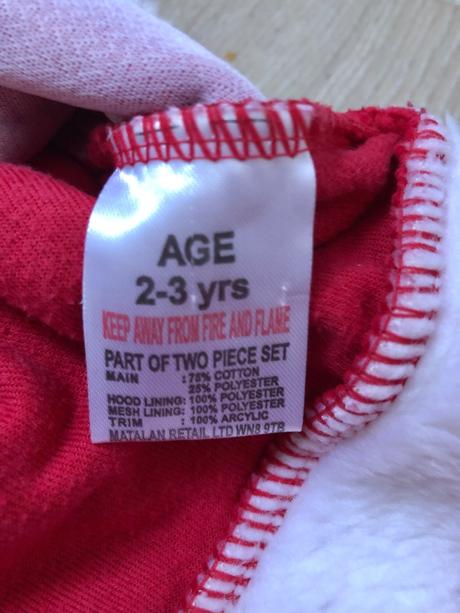 AGE
2-3 yrs
KEEP AWAY FROM FIRE AND FLAME
PART OF TWO PIECE SET
MAIN : 75% COTTON
25% POLYESTER
HOOD LINING: 100% POLYESTER
MESH LINING: 100% POLYESTER
TRIM : 100% ARCYLIC
MATALAN RETAIL LTD WN8 9TB